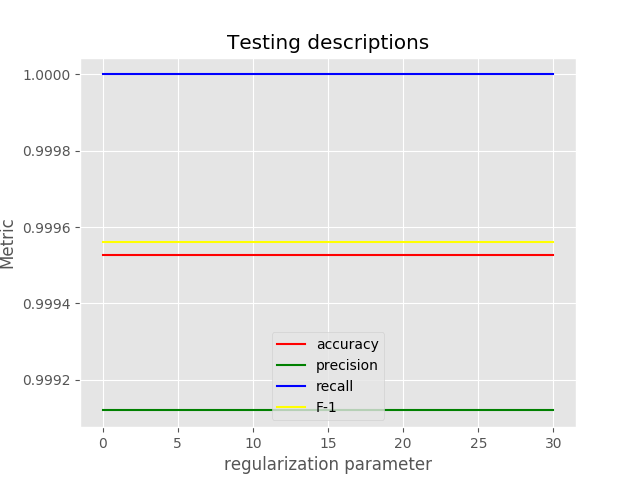 Testing descriptions
1.0000
0.9998
0.9996
0.9994
0.9992
Metric
accuracy
precision
recall
F-1
0 5 10 15 20 25 30
regularization parameter